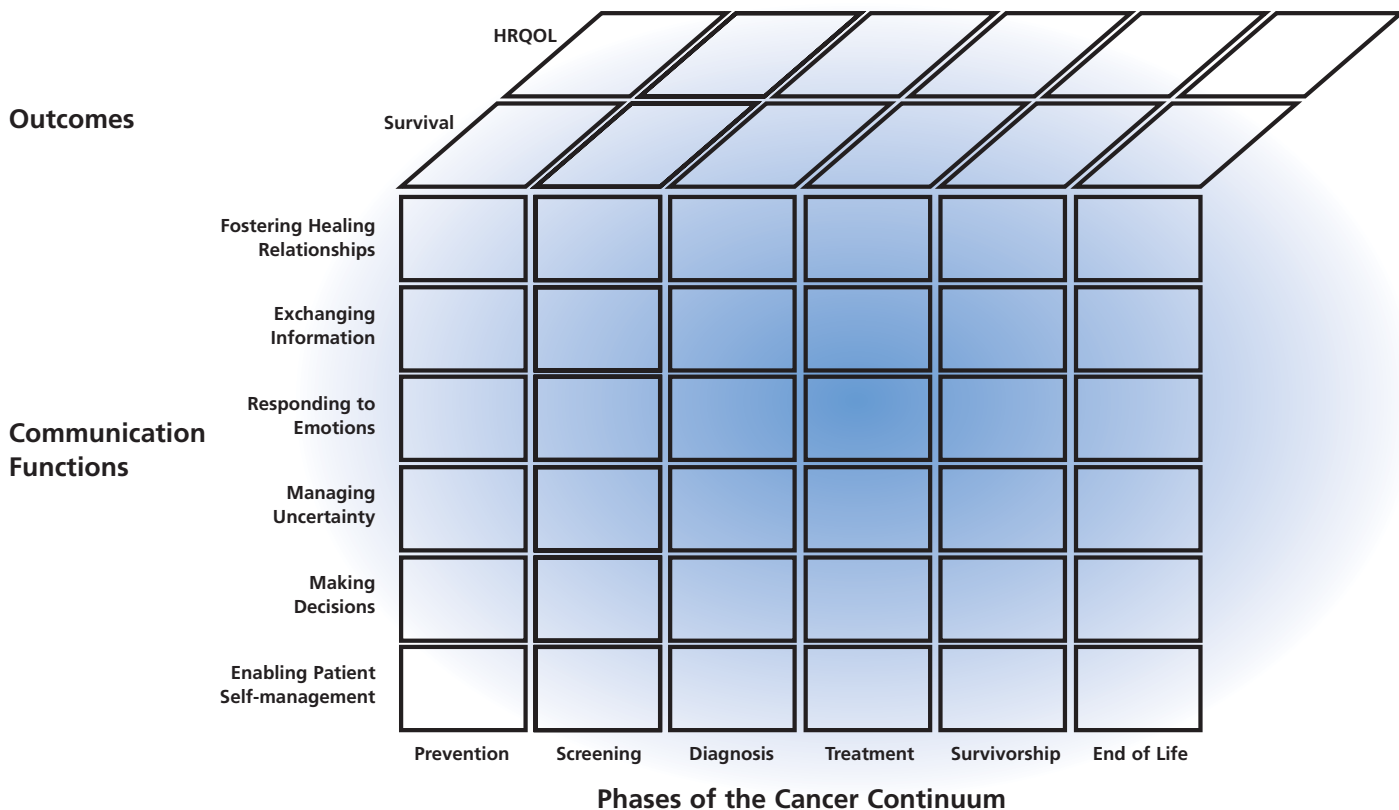 HRQOL
Outcomes
Survival
Fostering Healing
Relationships
Exchanging
Information
Responding to
Emotions
Communication
Functions
Managing
Uncertainty
Making
Decisions
Enabling Patient
Self-management
Prevention
Screening
Diagnosis
Treatment
Survivorship
End of Life
Phases of the Cancer Continuum